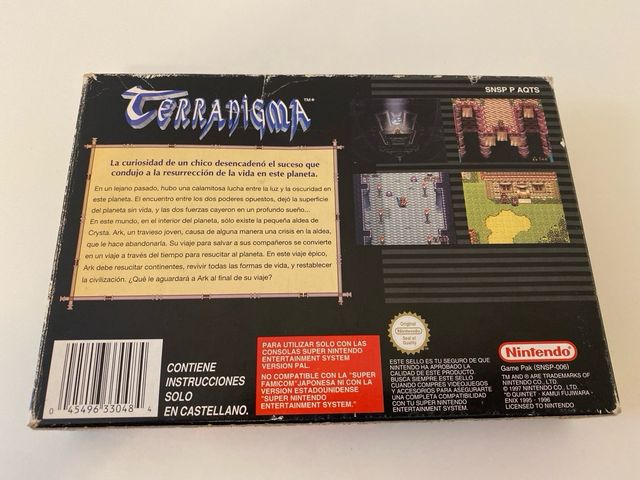 TERRANIGMA™
SNSP P AQTS
La curiosidad de un chico desencadenó el suceso que
condujo a la resurrección de la vida en este planeta.
En un lejano pasado, hubo una calamitosa lucha entre la luz y la oscuridad en
este planeta. El encuentro entre los dos poderes opuestos, dejó la superficie
del planeta sin vida, y las dos fuerzas cayeron en un profundo sueño...
En este mundo, en el interior del planeta, sólo existe la pequeña aldea de
Crysta. Ark, un travieso joven, causa de alguna manera una crisis en la aldea,
que le hace abandonarla. Su viaje para salvar a sus compañeros se convierte
en un viaje a través del tiempo para resucitar al planeta. En este viaje épico,
Ark debe resucitar continentes, revivir todas las formas de vida, y restablecer
la civilización. ¿Qué le aguardará a Ark al final de su viaje?
0 45496 33048 4
CONTIENE
INSTRUCCIONES
SOLO
EN CASTELLANO.
PARA UTILIZAR SOLO CON LAS
CONSOLAS SUPER NINTENDO
ENTERTAINMENT SYSTEM
VERSION PAL.
NO COMPATIBLE CON LA "SUPER
FAMICOM" JAPONESA NI CON LA
VERSION ESTADOUNIDENSE
"SUPER NINTENDO
ENTERTAINMENT SYSTEM."
Original
Nintendo
Seal of
Quality
ESTE SELLO ES TU SEGURO DE QUE
NINTENDO HA APROBADO LA
CALIDAD DE ESTE PRODUCTO.
BUSCA SIEMPRE ESTE SELLO
CUANDO COMPRES VIDEOJUEGOS
Y ACCESORIOS PARA ASEGURAR
UNA COMPLETA COMPATIBILIDAD
CON TU SUPER NINTENDO
ENTERTAINMENT SYSTEM.
Nintendo®
Game Pak (SNSP-006)
TM AND ® ARE TRADEMARKS OF
NINTENDO CO., LTD.
© 1997 NINTENDO CO., LTD.
© QUINTET · KAMUI FUJIWARA ·
ENIX 1995 - 1996
LICENSED TO NINTENDO